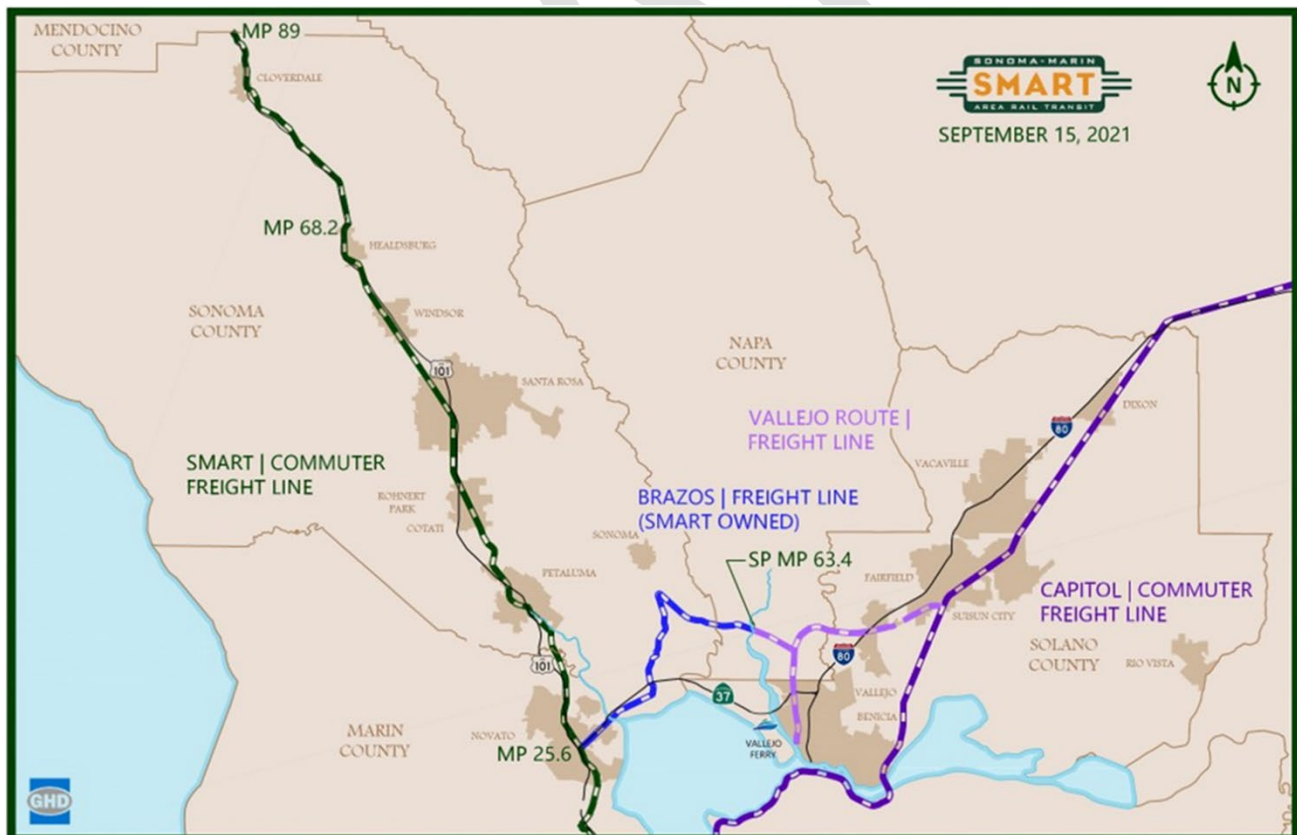 MENDOCINO
COUNTY
MP 89
CLOVERDALE
SONOMA-MARIN
SMART
AREA RAIL TRANSIT
N
SEPTEMBER 15, 2021
MP 68.2
HEALDSBURG
SONOMA
COUNTY
WINDSOR
101
SANTA ROSA
NAPA
COUNTY
DIXON
80
VALLEJO ROUTE |
FREIGHT LINE
VACAVILLE
SMART | COMMUTER
FREIGHT LINE
ROHNERT
PARK
COTATI
BRAZOS | FREIGHT LINE
(SMART OWNED)
SONOMA
SP MP 63.4
PETALUMA
FAIRFIELD
CAPITOL | COMMUTER
FREIGHT LINE
SUISUN CITY
SOLANO
COUNTY
RIO VISTA
101
80
37
VALLEJO
BENICIA
MARIN
COUNTY
NOVATO
MP 25.6
VALLEJO
FERRY
GHD